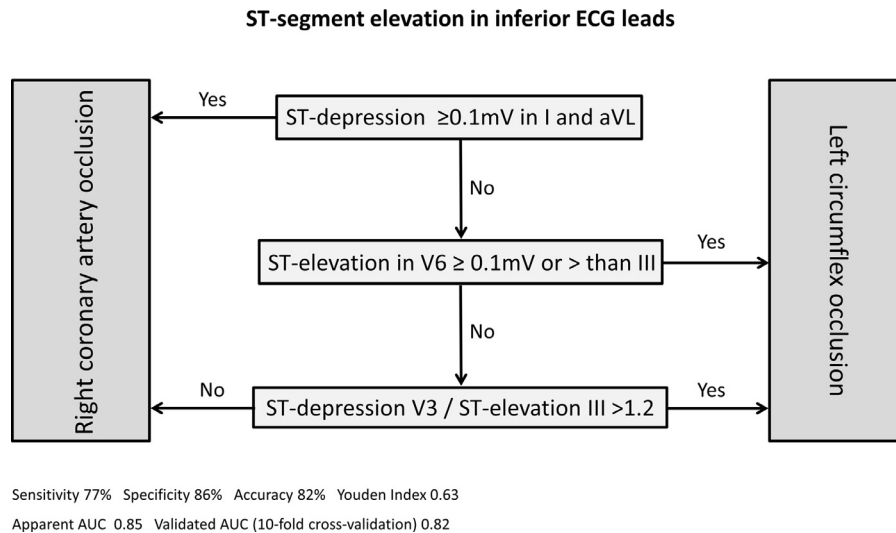 ST-segment elevation in inferior ECG leads
Right coronary artery occlusion
Yes
ST-depression ≥0.1mV in I and aVL
Left circumflex occlusion
No
ST-elevation in V6 ≥ 0.1mV or > than III
Yes
No
No
ST-depression V3 / ST-elevation III >1.2
Yes
Sensitivity 77% Specificity 86% Accuracy 82% Youden Index 0.63
Apparent AUC 0.85 Validated AUC (10-fold cross-validation) 0.82